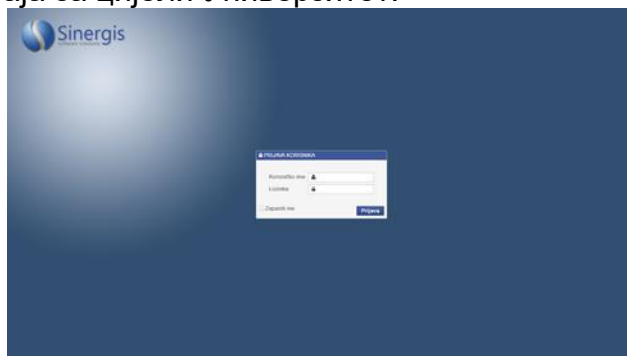 Sinergis
PRIJAVA KORISNIKA
Korisničko ime
Lozinka
Zapamti me
Prijava